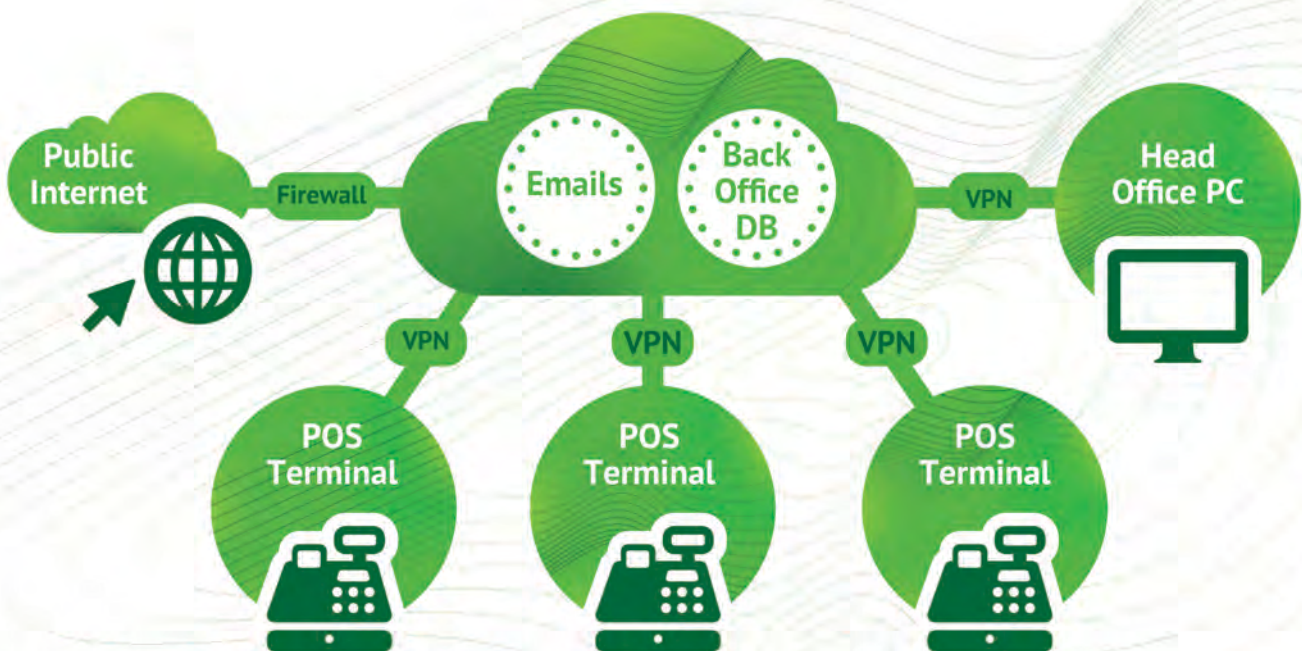 Public
Internet
Firewall
Emails
Back
Office
DB
VPN
Head
Office PC
VPN
VPN
VPN
POS
Terminal
POS
Terminal
POS
Terminal